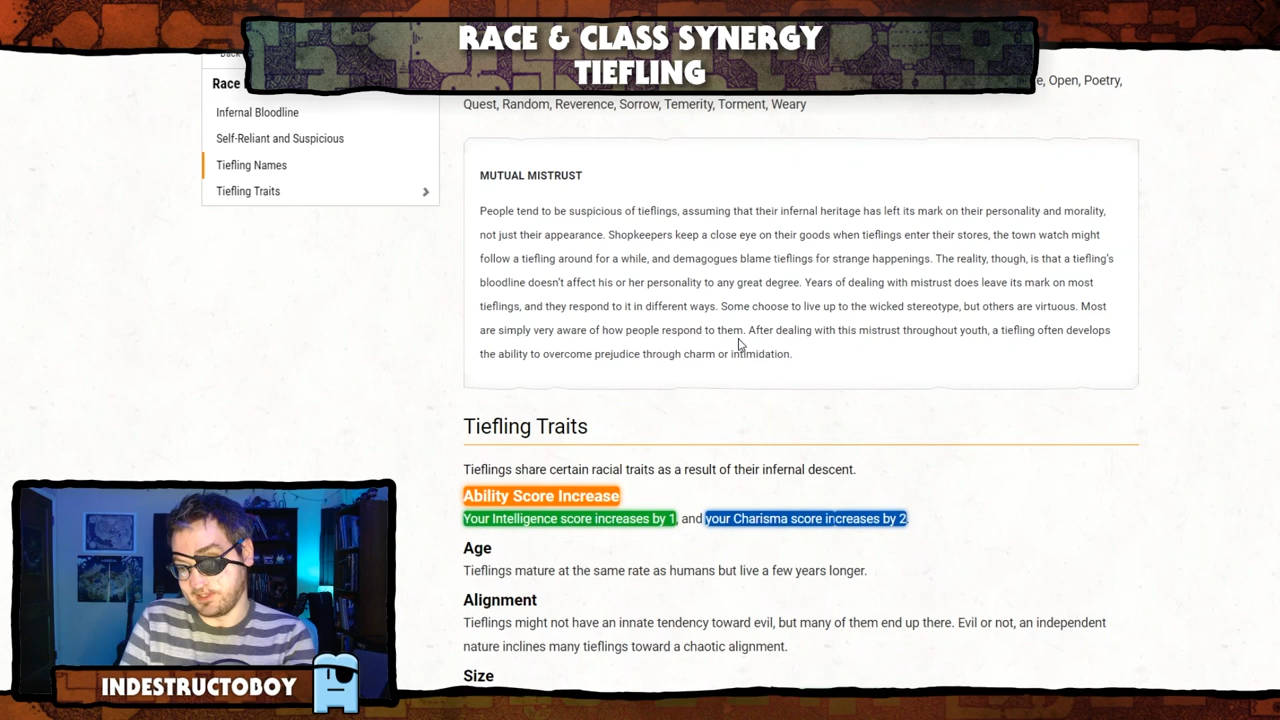 RACE & CLASS SYNERGY
TIEFLING
Race
Infernal Bloodline
Self-Reliant and Suspicious
Tiefling Names
Tiefling Traits
Open, Poetry,
Quest, Random, Reverence, Sorrow, Temerity, Torment, Weary
MUTUAL MISTRUST
People tend to be suspicious of tieflings, assuming that their infernal heritage has left its mark on their personality and morality,
not just their appearance. Shopkeepers keep a close eye on their goods when tieflings enter their stores, the town watch might
follow a tiefling around for a while, and demagogues blame tieflings for strange happenings. The reality, though, is that a tiefling's
bloodline doesn't affect his or her personality to any great degree. Years of dealing with mistrust does leave its mark on most
tieflings, and they respond to it in different ways. Some choose to live up to the wicked stereotype, but others are virtuous. Most
are simply very aware of how people respond to them. After dealing with this mistrust throughout youth, a tiefling often develops
the ability to overcome prejudice through charm or intimidation.
Tiefling Traits
Tieflings share certain racial traits as a result of their infernal descent.
Ability Score Increase
Your Intelligence score increases by 1, and your Charisma score increases by 2
Age
Tieflings mature at the same rate as humans but live a few years longer.
Alignment
Tieflings might not have an innate tendency toward evil, but many of them end up there. Evil or not, an independent
nature inclines many tieflings toward a chaotic alignment.
Size
INDESTRUCTOBOY